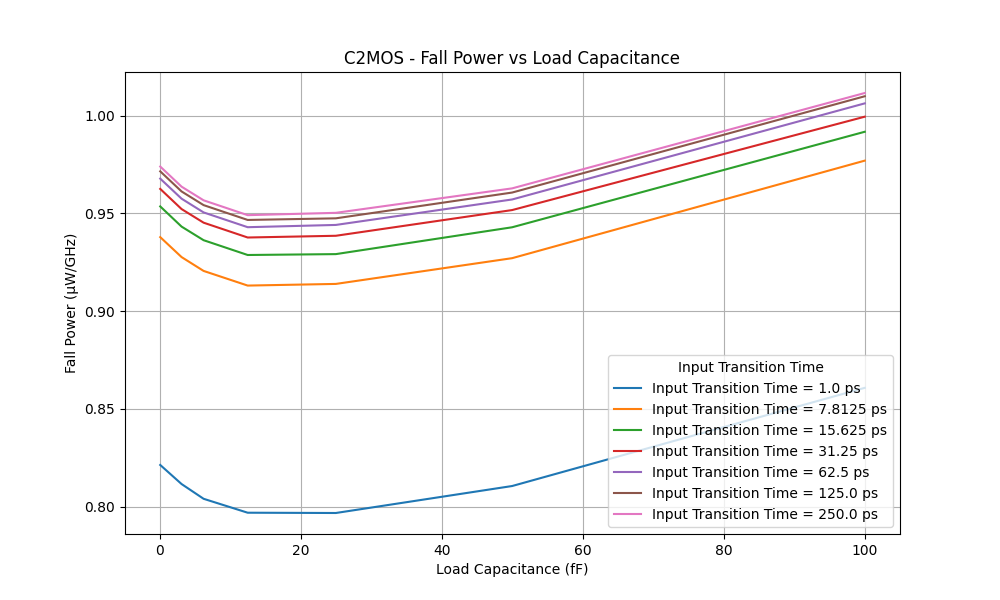 C2MOS - Fall Power vs Load Capacitance
Fall Power (μW/GHz)
1.00
0.95
0.90
0.85
0.80
Input Transition Time
Input Transition Time = 1.0 ps
Input Transition Time = 7.8125 ps
Input Transition Time = 15.625 ps
Input Transition Time = 31.25 ps
Input Transition Time = 62.5 ps
Input Transition Time = 125.0 ps
Input Transition Time = 250.0 ps
0 20 40 60 80 100
Load Capacitance (fF)